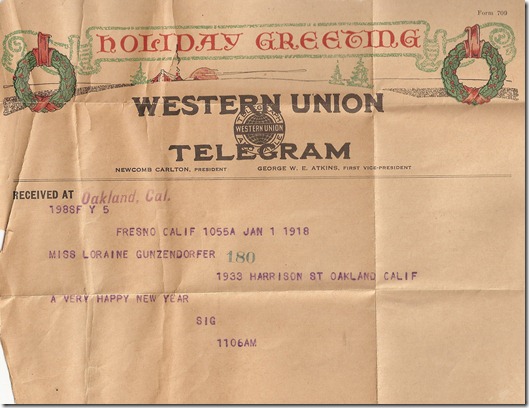 Form 709
HOLIDAY GREETING
WESTERN UNION
WESTERN UNION
TELEGRAM
NEWCOMB CARLTON, PRESIDENT GEORGE W. E. ATKINS, FIRST VICE-PRESIDENT
RECEIVED AT Oakland, Cal.
198SF Y 5
FRESNO CALIF 1055A JAN 1 1918
MISS LORAINE GUNZENDORFER 180
1933 HARRISON ST OAKLAND CALIF
A VERY HAPPY NEW YEAR
SIG
1106AM